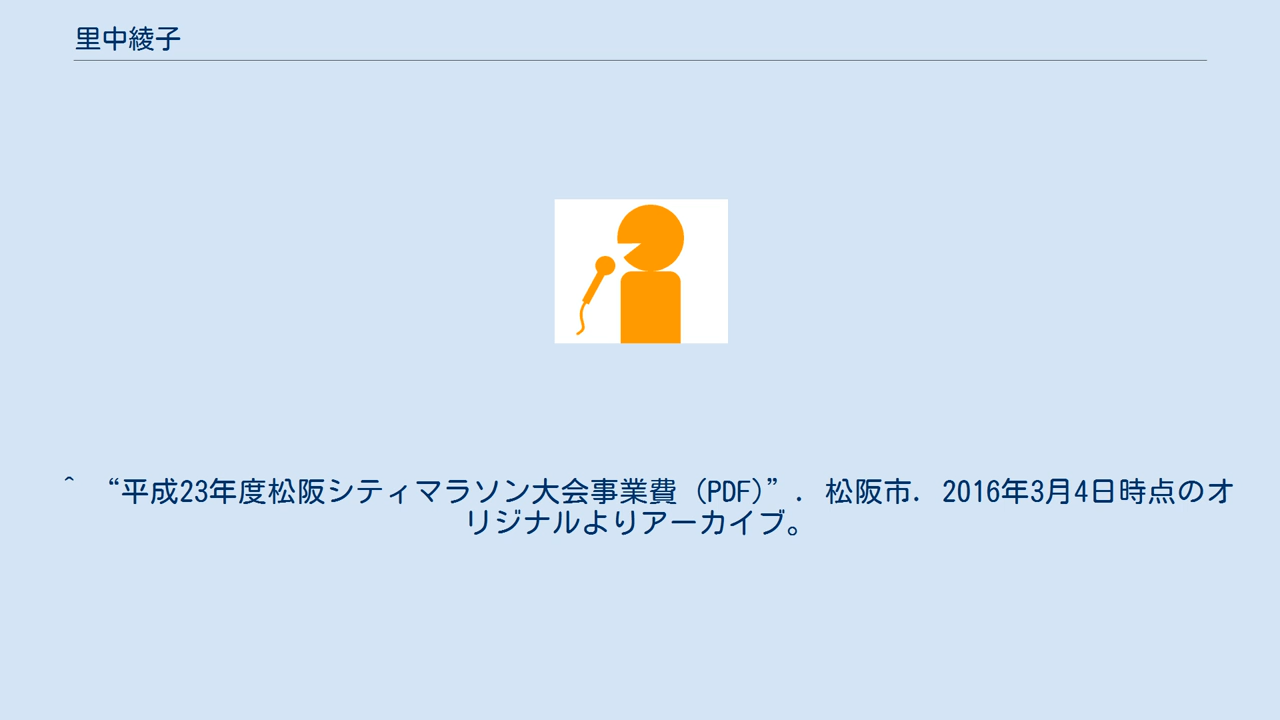 里中綾子
^ “平成23年度松阪シティマラソン大会事業費 (PDF)”. 松阪市. 2016年3月4日時点のオ
リジナルよりアーカイブ。